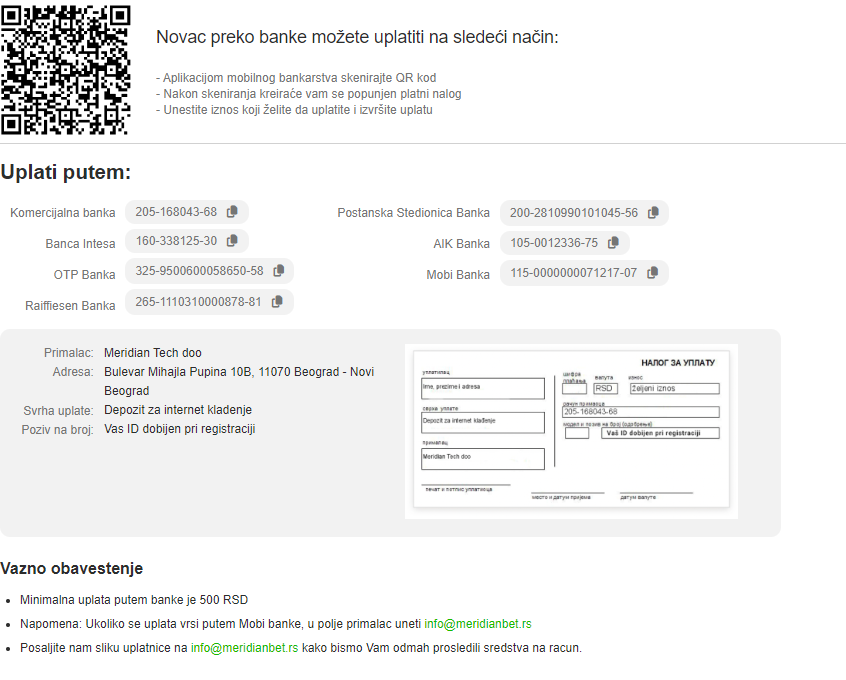 Novac preko banke možete uplatiti na sledeći način:
- Aplikacijom mobilnog bankarstva skenirajte QR kod
- Nakon skeniranja kreiraće vam se popunjen platni nalog
- Unestite iznos koji želite da uplatite i izvršite uplatu
Uplati putem:
Komercijalna banka 205-168043-68
Postanska Stedionica Banka 200-2810990101045-56
Banca Intesa 160-338125-30
AIK Banka 105-0012336-75
OTP Banka 325-9500600058650-58
Mobi Banka 115-0000000071217-07
Raiffiesen Banka 265-1110310000878-81
Primalac: Meridian Tech doo
Adresa: Bulevar Mihajla Pupina 10B, 11070 Beograd - Novi
Beograd
Svrha uplate: Depozit za internet kladenje
Poziv na broj: Vas ID dobijen pri registraciji
НАЛОГ ЗА УПЛАТУ
уплатилац
Ime, prezime i adresa
сврха уплате
Depozit za internet klađenje
прималац
Meridian Tech doo
печат и потпис уплатиоца
шифра
плаћања
валута
износ
RSD
Željeni iznos
рачун примаоца
205-168043-68
модел и позив на број (одобрење)
Vaš ID dobijen pri registraciji
место и датум пријема
датум валуте
Vazno obavestenje
• Minimalna uplata putem banke je 500 RSD
• Napomena: Ukoliko se uplata vrsi putem Mobi banke, u polje primalac uneti info@meridianbet.rs
• Posaljite nam sliku uplatnice na info@meridianbet.rs kako bismo Vam odmah prosledili sredstva na racun.